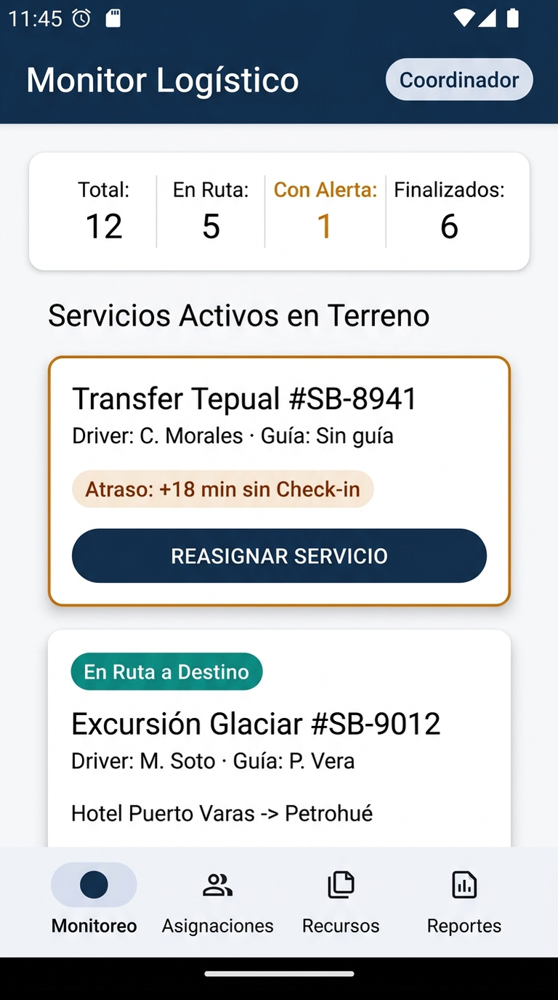 11:45
Monitor Logístico
Coordinador
Total:
12
En Ruta:
5
Con Alerta:
1
Finalizados:
6
Servicios Activos en Terreno
Transfer Tepual #SB-8941
Driver: C. Morales · Guía: Sin guía
Atraso: +18 min sin Check-in
REASIGNAR SERVICIO
En Ruta a Destino
Excursión Glaciar #SB-9012
Driver: M. Soto · Guía: P. Vera
Hotel Puerto Varas -> Petrohué
Monitoreo
Asignaciones
Recursos
Reportes